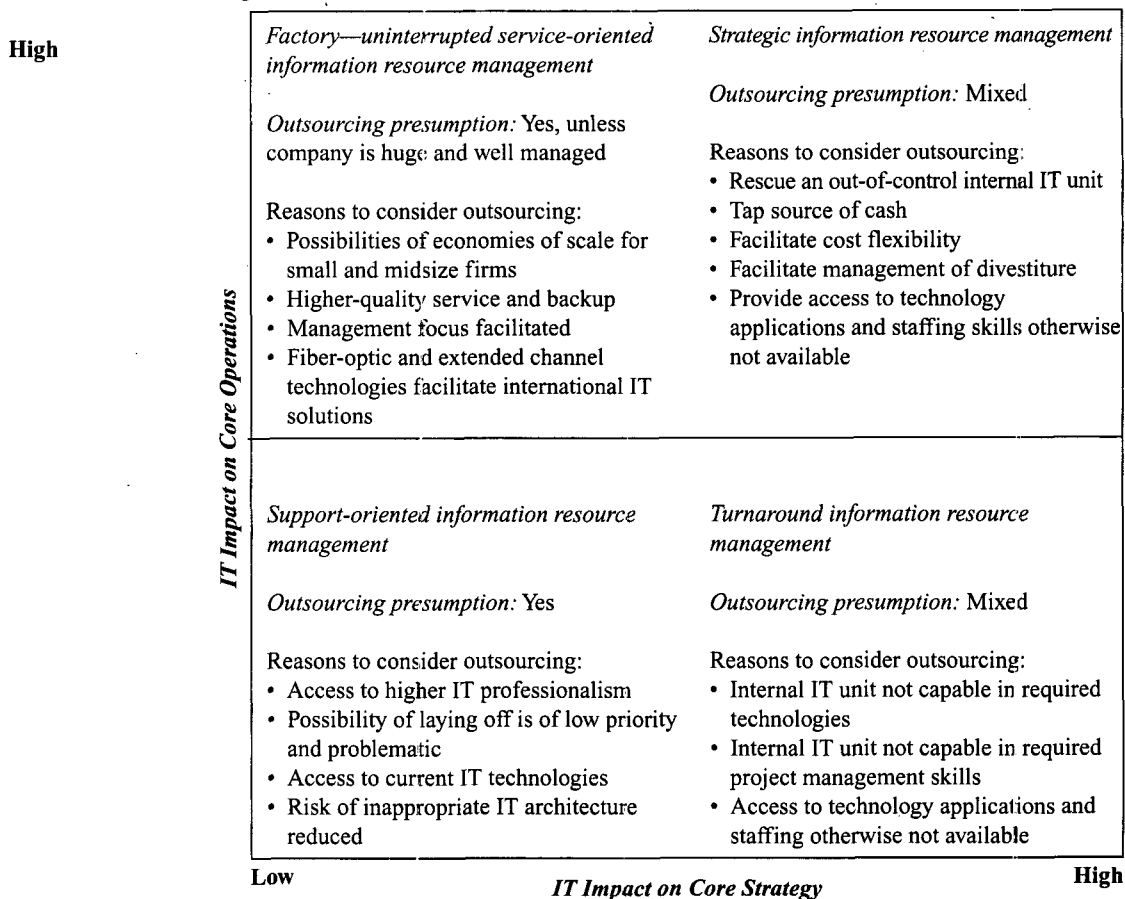 High
Factory—uninterrupted service-oriented
information resource management
Outsourcing presumption: Yes, unless
company is huge and well managed
Reasons to consider outsourcing:
• Possibilities of economies of scale for
small and midsize firms
• Higher-quality service and backup
• Management focus facilitated
• Fiber-optic and extended channel
technologies facilitate international IT
solutions
Strategic information resource management
Outsourcing presumption: Mixed
Reasons to consider outsourcing:
• Rescue an out-of-control internal IT unit
• Tap source of cash
• Facilitate cost flexibility
• Facilitate management of divestiture
• Provide access to technology
applications and staffing skills otherwise
not available
IT Impact on Core Operations
Support-oriented information resource
management
Outsourcing presumption: Yes
Reasons to consider outsourcing:
• Access to higher IT professionalism
• Possibility of laying off is of low priority
and problematic
• Access to current IT technologies
• Risk of inappropriate IT architecture
reduced
Turnaround information resource
management
Outsourcing presumption: Mixed
Reasons to consider outsourcing:
• Internal IT unit not capable in required
technologies
• Internal IT unit not capable in required
project management skills
• Access to technology applications and
staffing otherwise not available
Low
IT Impact on Core Strategy
High